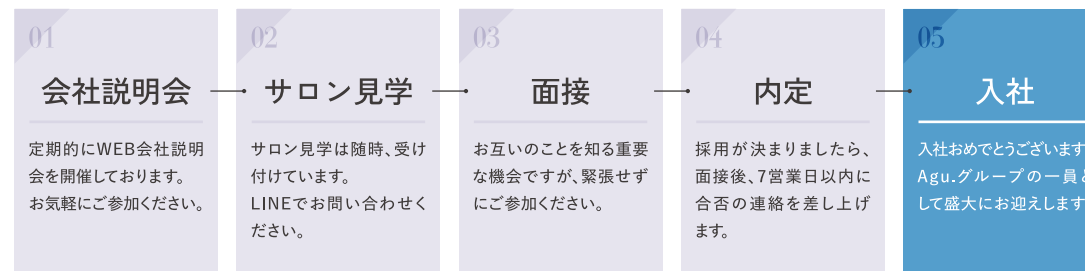 01
会社説明会
定期的にWEB会社説明
会を開催しております。
お気軽にご参加ください。
02
サロン見学
サロン見学は随時、受け
付けています。
LINEでお問い合わせく
ださい。
03
面接
お互いのことを知る重要
な機会ですが、緊張せず
にご参加ください。
04
内定
採用が決まりましたら、
面接後、7営業日以内に
合否の連絡を差し上げ
ます。
05
入社
入社おめでとうございます
Agu.グループの一員と
して盛大にお迎えします